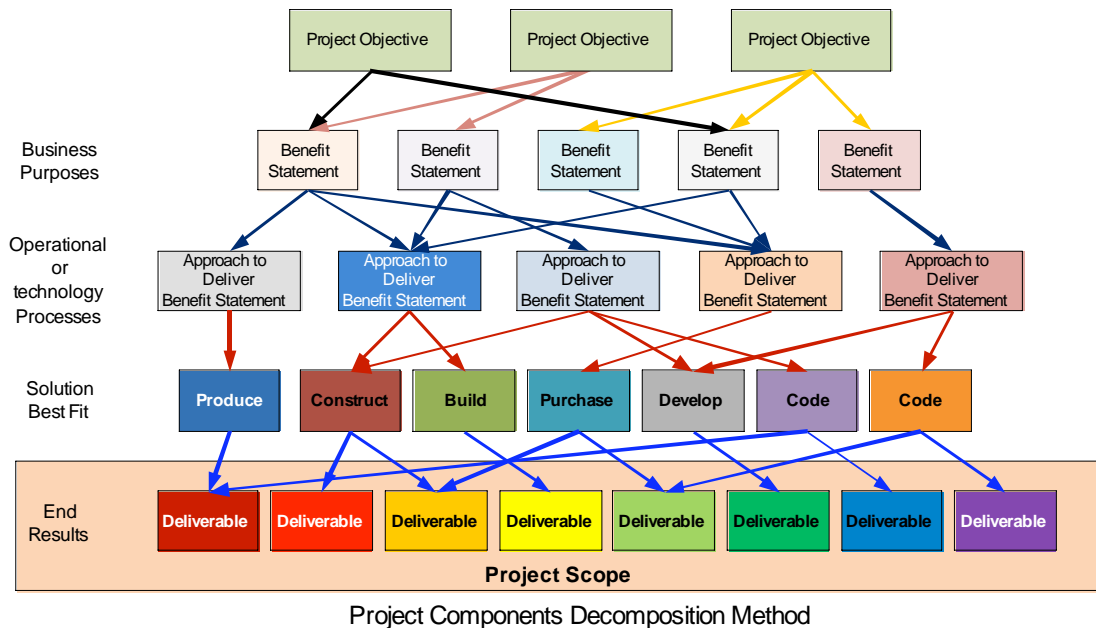 Project Objective
Project Objective
Project Objective
Business
Purposes
Benefit
Statement
Benefit
Statement
Benefit
Statement
Benefit
Statement
Benefit
Statement
Operational
or
technology
Processes
Approach to
Deliver
Benefit Statement
Approach to
Deliver
Benefit Statement
Approach to
Deliver
Benefit Statement
Approach to
Deliver
Benefit Statement
Approach to
Deliver
Benefit Statement
Solution
Best Fit
Produce
Construct
Build
Purchase
Develop
Code
Code
End
Results
Deliverable
Deliverable
Deliverable
Deliverable
Deliverable
Deliverable
Deliverable
Deliverable
Project Scope
Project Components Decomposition Method